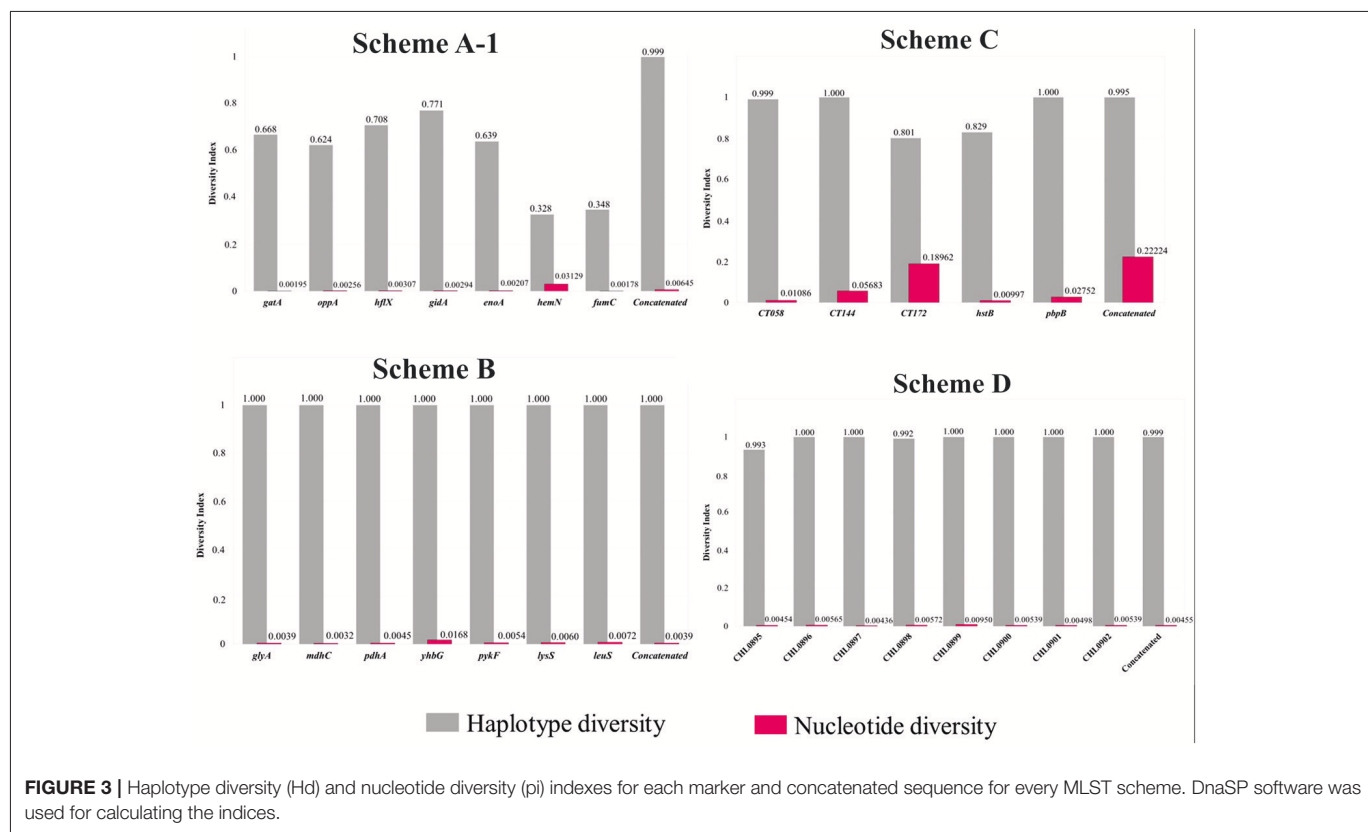 Scheme A-1
Diversity Index
1
0.8
0.6
0.4
0.2
0
0.668
0.624
0.708
0.771
0.639
0.328
0.348
0.999
0.00195
0.00256
0.00307
0.00294
0.00207
0.03129
0.00178
0.00645
gatA
oppA
hflX
gidA
enoA
hemN
fumC
Concatenated
Scheme C
Diversity Index
1
0.8
0.6
0.4
0.2
0
0.999
1.000
0.801
0.829
1.000
0.995
0.01086
0.05683
0.18962
0.00997
0.02752
0.22224
CT058
CT144
CT172
hstB
pbpB
Concatenated
Scheme B
Diversity Index
1
0.8
0.6
0.4
0.2
0
1.000
1.000
1.000
1.000
1.000
1.000
1.000
1.000
0.0039
0.0032
0.0045
0.0168
0.0054
0.0060
0.0072
0.0039
glyA
mdhC
pdhA
yhbG
pykF
lysS
leuS
Concatenated
Scheme D
Diversity Index
1
0.8
0.6
0.4
0.2
0
0.993
1.000
1.000
0.992
1.000
1.000
1.000
1.000
0.999
0.00454
0.00565
0.00436
0.00572
0.00950
0.00539
0.00498
0.00539
0.00455
CHL0895
CHL0896
CHL0897
CHL0898
CHL0899
CHL0900
CHL0901
CHL0902
Concatenated
Haplotype diversity
Nucleotide diversity
FIGURE 3 | Haplotype diversity (Hd) and nucleotide diversity (pi) indexes for each marker and concatenated sequence for every MLST scheme. DnaSP software was
used for calculating the indices.